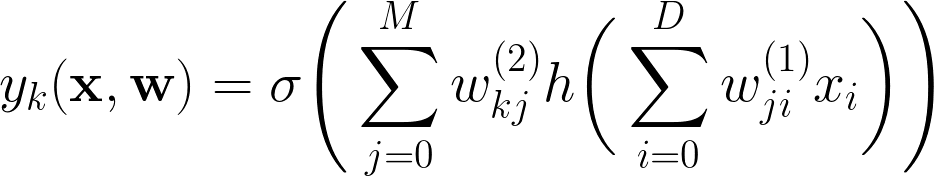 y_k(\mathbf{x}, \mathbf{w}) = \sigma\left( \sum_{j=0}^{M} w_{kj}^{(2)} h\left( \sum_{i=0}^{D} w_{ji}^{(1)} x_i \right) \right)